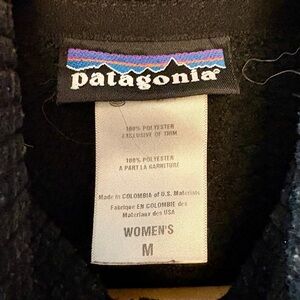 patagonia®
100% POLYESTER
EXCLUSIVE OF TRIM
100% POLYESTER
A PART LA GARNITURE
Made in COLOMBIA of U.S. Materials
Fabriqué EN COLOMBIE des
Materiaux des USA
WOMEN'S
M